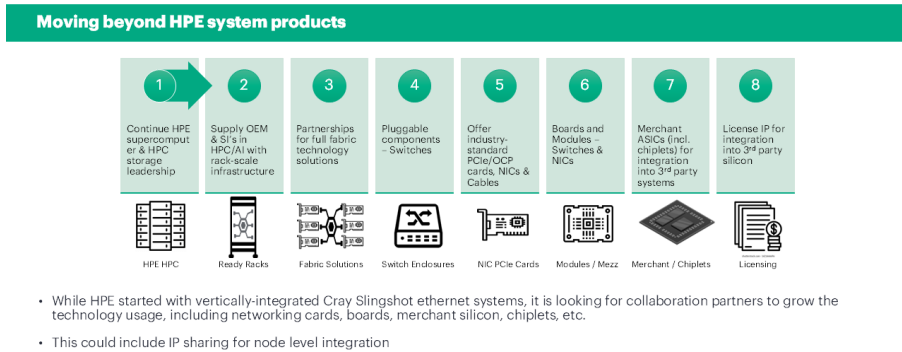 Moving beyond HPE system products
1
2
3
4
5
6
7
8
Continue HPE
supercomput
er & HPC
storage
leadership
Supply OEM
& SI's in
HPC/AI with
rack-scale
infrastructure
Partnerships
for full fabric
technology
solutions
Pluggable
components
– Switches
Offer
industry-
standard
PCIe/OCP
cards, NICs &
Cables
Boards and
Modules –
Switches &
NICs
Merchant
ASICs (incl.
chiplets) for
integration
into 3rd party
systems
License IP for
integration
into 3rd party
silicon
HPE HPC
Ready Racks
Fabric Solutions
Switch Enclosures
NIC PCIe Cards
Modules / Mezz
Merchant / Chiplets
Licensing
• While HPE started with vertically-integrated Cray Slingshot ethernet systems, it is looking for collaboration partners to grow the
technology usage, including networking cards, boards, merchant silicon, chiplets, etc.
• This could include IP sharing for node level integration